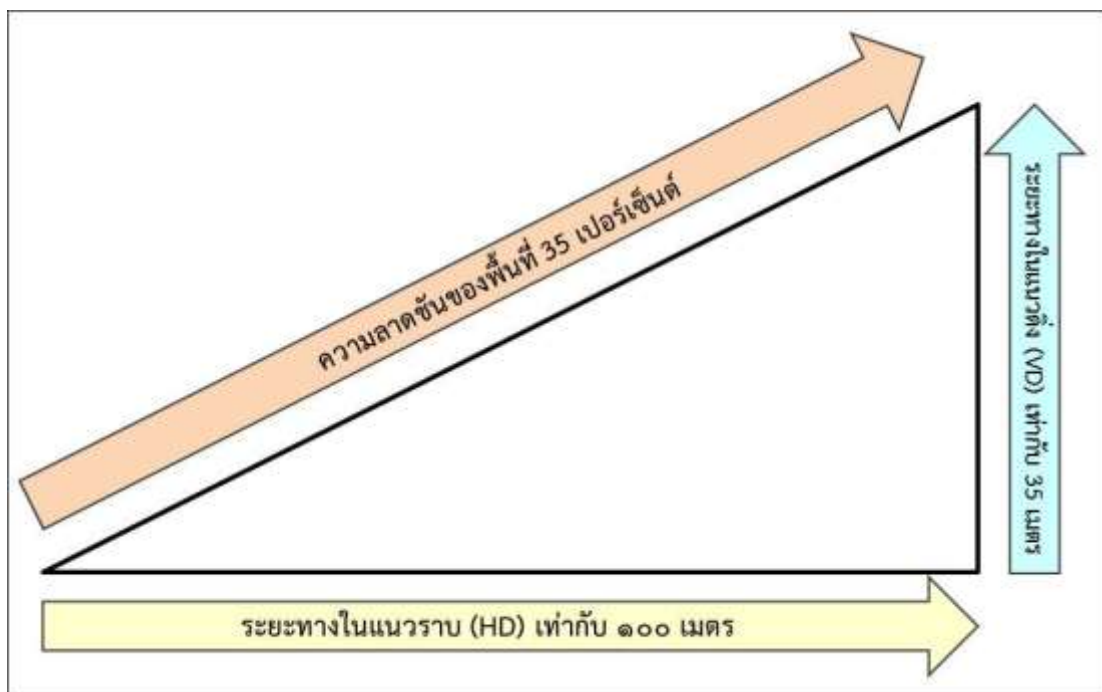 ความลาดชันของพื้นที่ 35 เปอร์เซ็นต์
ระยะทางในแนวดิ่ง (VD) เท่ากับ 35 เมตร
ระยะทางในแนวราบ (HD) เท่ากับ ๑๐๐ เมตร